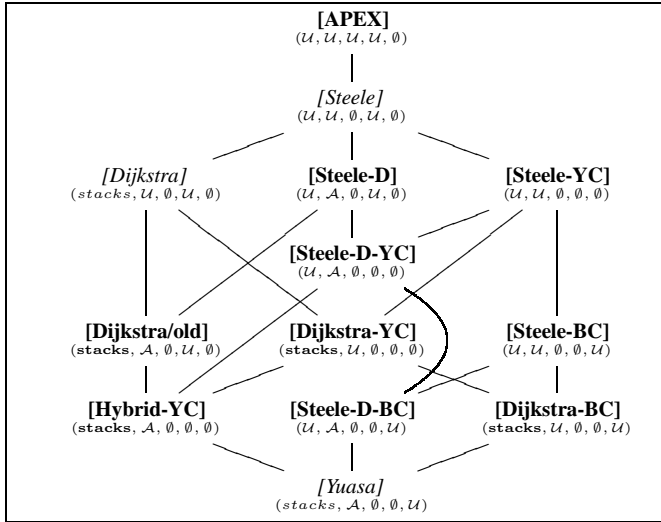 [APEX]
(𝒰, 𝒰, 𝒰, 𝒰, ∅)
[Steele]
(𝒰, 𝒰, ∅, 𝒰, ∅)
[Dijkstra] [Steele-D] [Steele-YC]
(stacks, 𝒰, ∅, 𝒰, ∅) (𝒰, 𝒜, ∅, 𝒰, ∅) (𝒰, 𝒰, ∅, ∅, ∅)
[Steele-D-YC]
(𝒰, 𝒜, ∅, ∅, ∅)
[Dijkstra/old] [Dijkstra-YC] [Steele-BC]
(stacks, 𝒜, ∅, 𝒰, ∅) (stacks, 𝒰, ∅, ∅, ∅) (𝒰, 𝒰, ∅, ∅, 𝒰)
[Hybrid-YC] [Steele-D-BC] [Dijkstra-BC]
(stacks, 𝒜, ∅, ∅, ∅) (𝒰, 𝒜, ∅, ∅, 𝒰) (stacks, 𝒰, ∅, ∅, 𝒰)
[Yuasa]
(stacks, 𝒜, ∅, ∅, 𝒰)